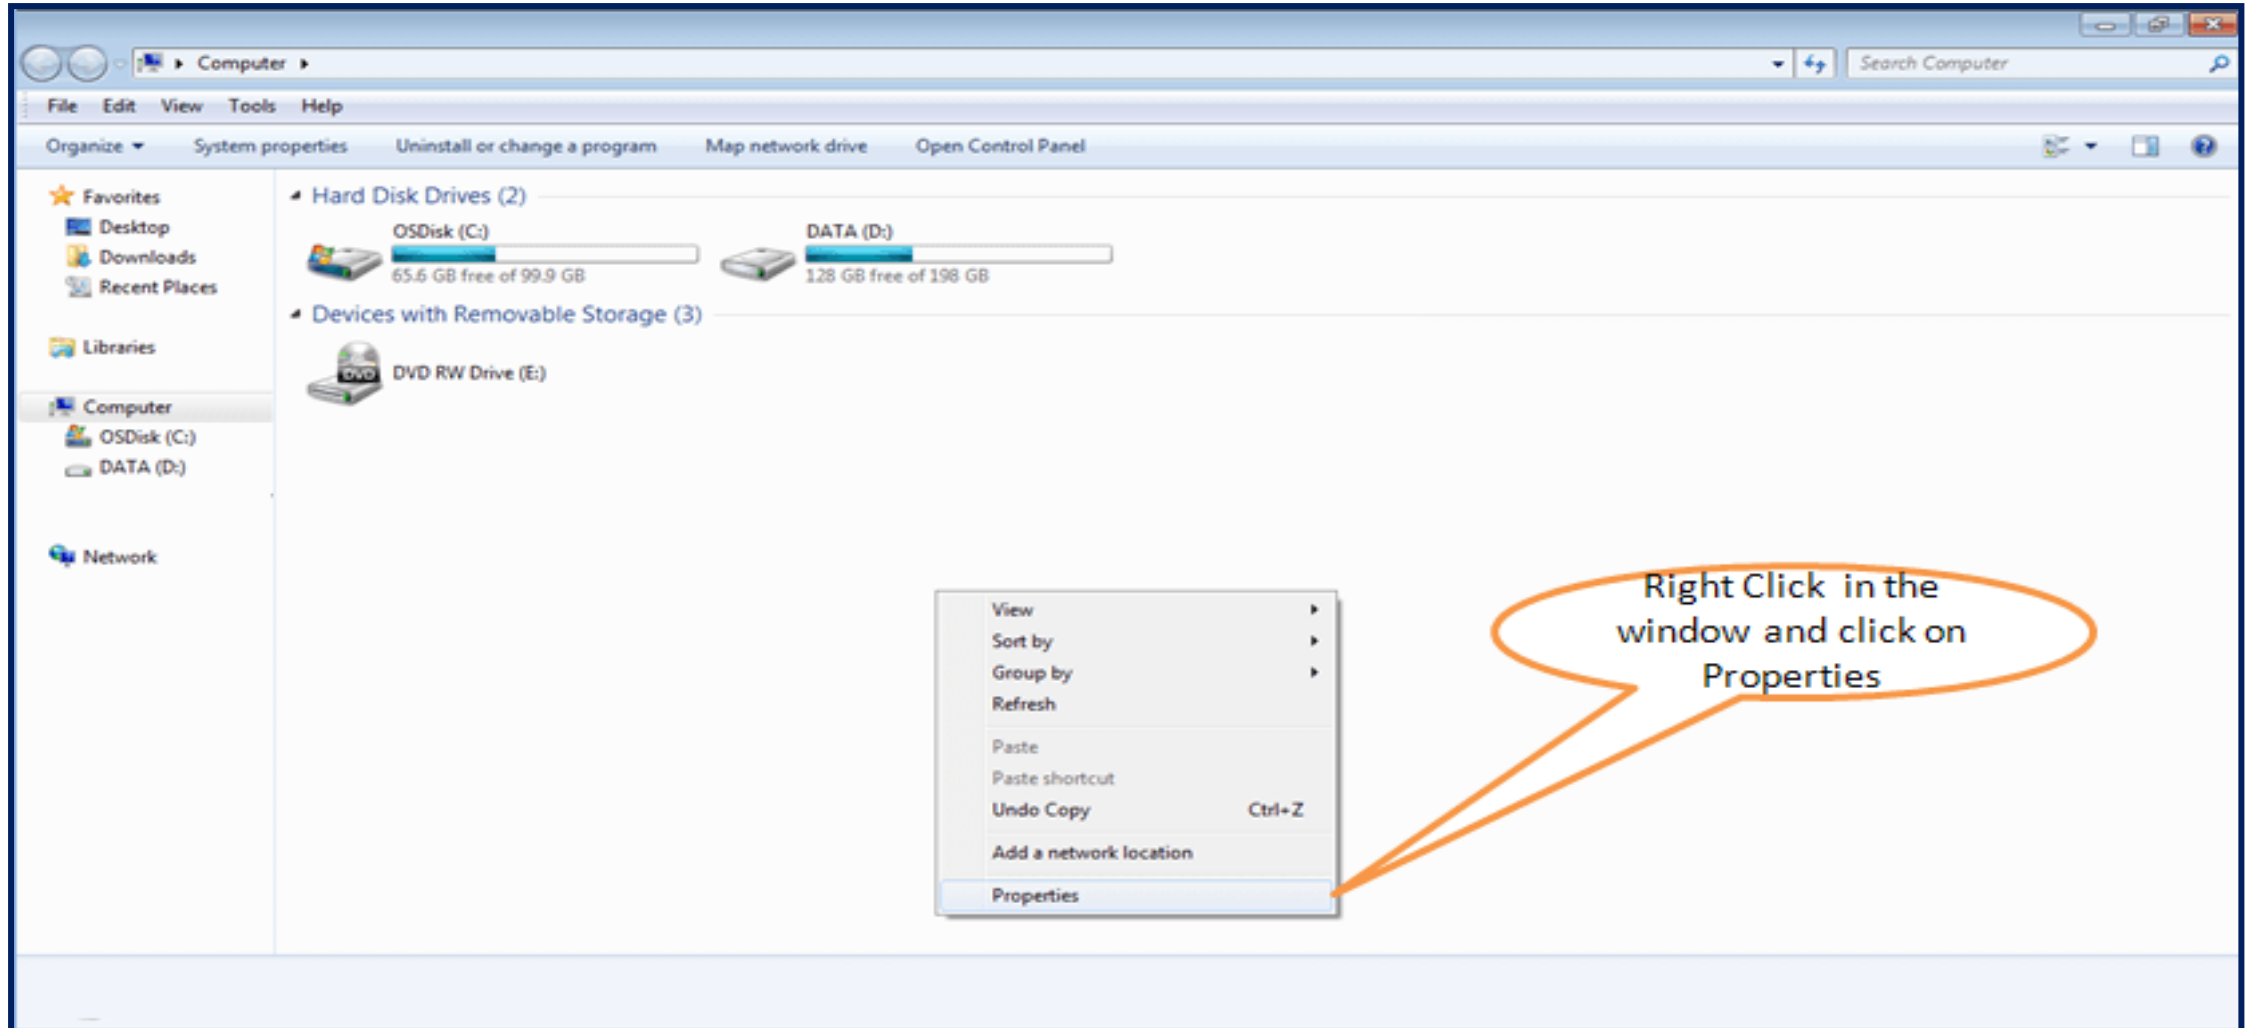 Computer
Search Computer
File Edit View Tools Help
Organize System properties Uninstall or change a program Map network drive Open Control Panel
Favorites
Desktop
Downloads
Recent Places
Libraries
Computer
OSDisk (C:)
DATA (D:)
Network
Hard Disk Drives (2)
OSDisk (C:)
65.6 GB free of 99.9 GB
DATA (D:)
128 GB free of 198 GB
Devices with Removable Storage (3)
DVD
DVD RW Drive (E:)
View
Sort by
Group by
Refresh
Paste
Paste shortcut
Undo Copy Ctrl+Z
Add a network location
Properties
Right Click in the
window and click on
Properties